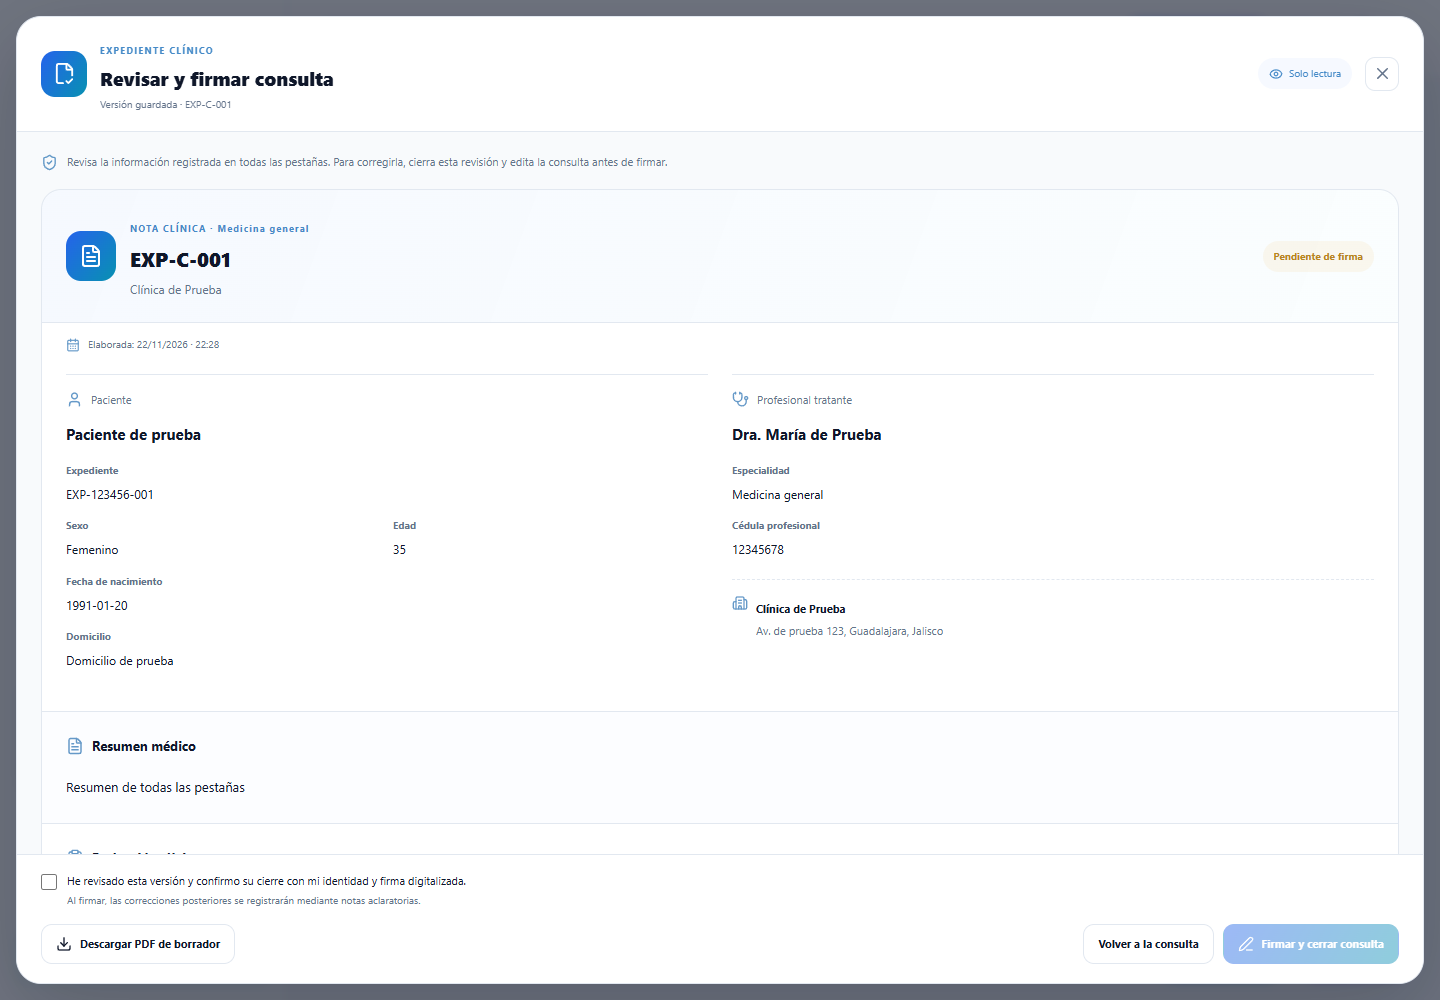 EXPEDIENTE CLÍNICO
Revisar y firmar consulta
Versión guardada · EXP-C-001
Solo lectura
Revisa la información registrada en todas las pestañas. Para corregirla, cierra esta revisión y edita la consulta antes de firmar.
NOTA CLÍNICA · Medicina general
EXP-C-001
Clínica de Prueba
Pendiente de firma
Elaborada: 22/11/2026 · 22:28
Paciente
Paciente de prueba
Expediente
EXP-123456-001
Sexo
Edad
Femenino
35
Fecha de nacimiento
1991-01-20
Domicilio
Domicilio de prueba
Profesional tratante
Dra. María de Prueba
Especialidad
Medicina general
Cédula profesional
12345678
Clínica de Prueba
Av. de prueba 123, Guadalajara, Jalisco
Resumen médico
Resumen de todas las pestañas
He revisado esta versión y confirmo su cierre con mi identidad y firma digitalizada.
Al firmar, las correcciones posteriores se registrarán mediante notas aclaratorias.
Descargar PDF de borrador
Volver a la consulta
Firmar y cerrar consulta